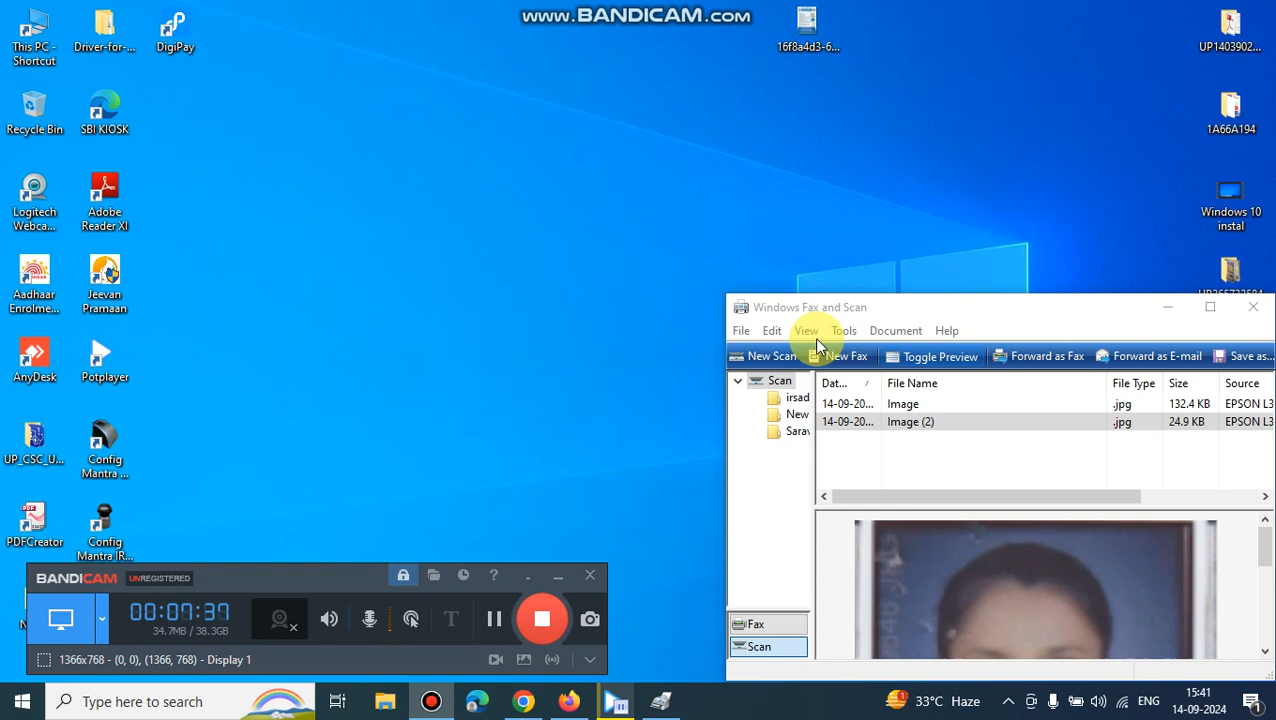 www.BANDICAM.com
This PC -
Shortcut
Driver-for-...
DigiPay
16f8a4d3-6...
UP1403902...
Recycle Bin
SBI KIOSK
1A66A194
Logitech
Webca...
Adobe
Reader XI
Windows 10
instal
Aadhaar
Enrolme...
Jeevan
Pramaan
AnyDesk
Potplayer
UP_CSC_U...
Config
Mantra ...
PDFCreator
Config
Mantra IR...
Windows Fax and Scan
File Edit View Tools Document Help
New Scan New Fax Toggle Preview Forward as Fax Forward as E-mail Save as...
Scan
irsad
New
Sarav
Dat... / File Name File Type Size Source
14-09-20... Image .jpg 132.4 KB EPSON L3
14-09-20... Image (2) .jpg 24.9 KB EPSON L3
Fax
Scan
BANDICAM UNREGISTERED
00:07:37
34.7MB / 38.3GB
1366x768 - (0, 0), (1366, 768) - Display 1
Type here to search
33°C Haze
ENG
15:41
14-09-2024